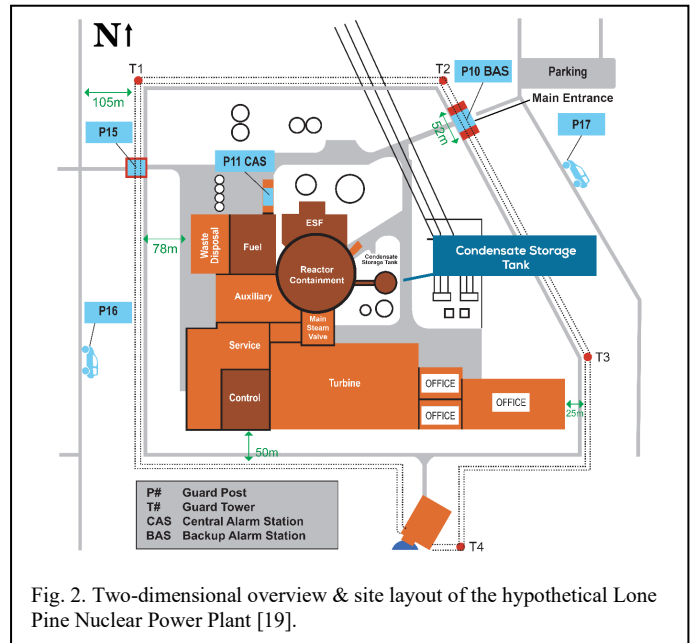 N↑
T1
T2
P10 BAS
Parking
Main Entrance
105m
52m
P15
P11 CAS
P17
78m
Waste Disposal
Fuel
ESF
Reactor
Containment
Condensate
Storage
Tank
Condensate Storage
Tank
Auxiliary
Main
Steam
Valve
P16
Service
Control
Turbine
OFFICE
OFFICE
OFFICE
T3
25m
50m
P# Guard Post
T# Guard Tower
CAS Central Alarm Station
BAS Backup Alarm Station
T4
Fig. 2. Two-dimensional overview & site layout of the hypothetical Lone
Pine Nuclear Power Plant [19].